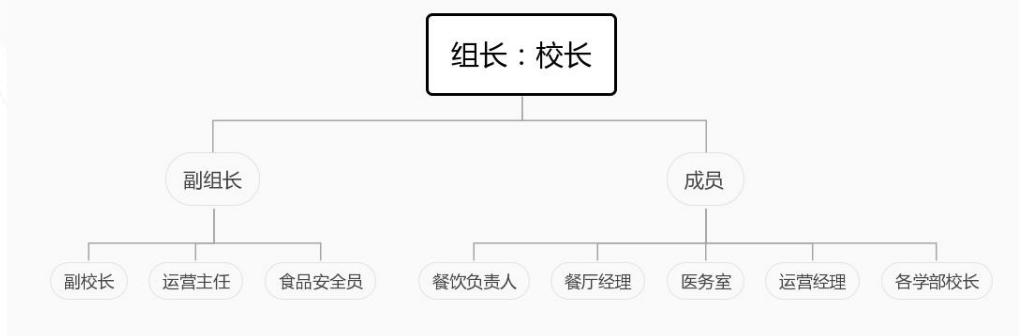 组长：校长
副组长
成员
副校长
运营主任
食品安全员
餐饮负责人
餐厅经理
医务室
运营经理
各学部校长